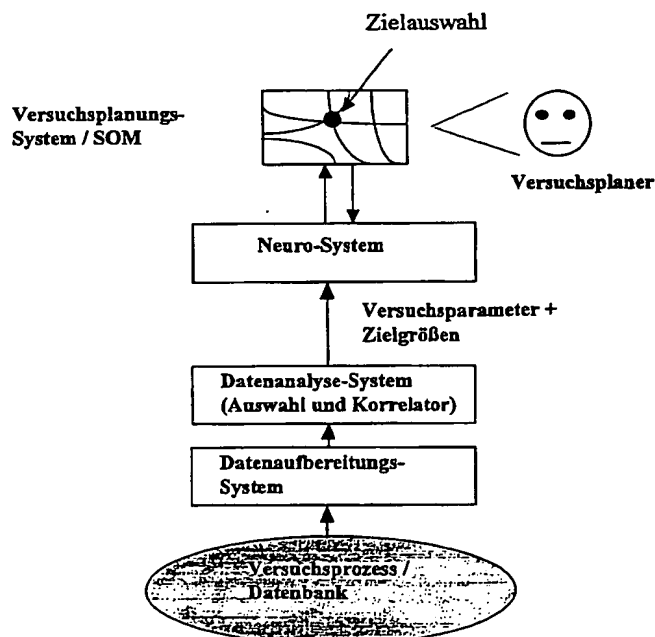 Zielauswahl
Versuchsplanungs-
System / SOM
Versuchsplaner
Neuro-System
Versuchsparameter +
Zielgrößen
Datenanalyse-System
(Auswahl und Korrelator)
Datenaufbereitungs-
System
Versuchsprozess /
Datenbank